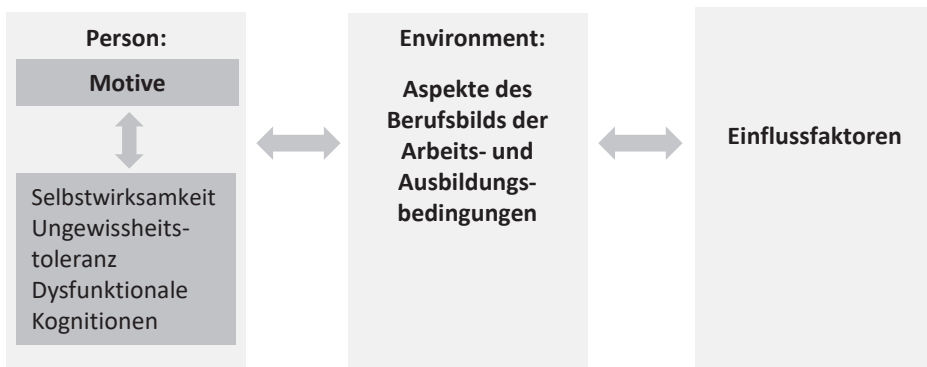 Person:
Motive
Selbstwirksamkeit
Ungewissheits-
toleranz
Dysfunktionale
Kognitionen
Environment:
Aspekte des
Berufsbilds der
Arbeits- und
Ausbildungs-
bedingungen
Einflussfaktoren